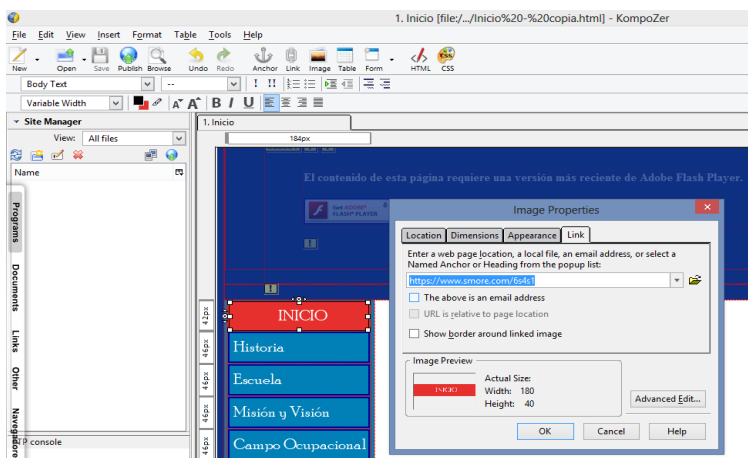 1. Inicio [file:/.../Inicio%20-%20copia.html] - KompoZer
File Edit View Insert Format Table Tools Help
New Open Save Publish Browse Undo Redo Anchor Link Image Table Form HTML CSS
Body Text -- ! !!
Variable Width A A B I U
Site Manager
1. Inicio
View: All files
184px
Name
El contenido de esta página requiere una versión más reciente de Adobe Flash Player.
Get ADOBE
FLASH PLAYER
Programs
Documents
Links
Other
Navegadore
TP console
42px
46px
46px
46px
46px
INICIO
Historia
Escuela
Misión y Visión
Campo Ocupacional
Image Properties
Location Dimensions Appearance Link
Enter a web page location, a local file, an email address, or select a
Named Anchor or Heading from the popup list:
https://www.smore.com/6s4s1
The above is an email address
URL is relative to page location
Show border around linked image
Image Preview
INICIO
Actual Size:
Width: 180
Height: 40
Advanced Edit...
OK Cancel Help